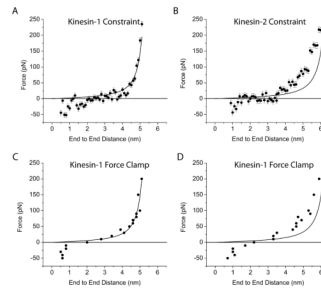 A
Kinesin-1 Constraint
250
200
150
100
50
0
-50
-100
Force (pN)
0 1 2 3 4 5 6
End to End Distance (nm)
B
Kinesin-2 Constraint
250
200
150
100
50
0
-50
-100
Force (pN)
0 1 2 3 4 5 6
End to End Distance (nm)
C
Kinesin-1 Force Clamp
250
200
150
100
50
0
-50
-100
Force (pN)
0 1 2 3 4 5 6
End to End Distance (nm)
D
Kinesin-1 Force Clamp
250
200
150
100
50
0
-50
-100
Force (pN)
0 1 2 3 4 5 6
End to End Distance (nm)